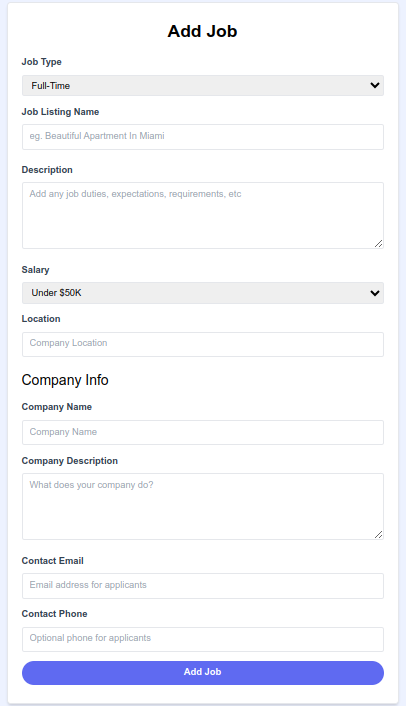 Add Job
Job Type
Full-Time
Job Listing Name
eg. Beautiful Apartment In Miami
Description
Add any job duties, expectations, requirements, etc
Salary
Under $50K
Location
Company Location
Company Info
Company Name
Company Name
Company Description
What does your company do?
Contact Email
Email address for applicants
Contact Phone
Optional phone for applicants
Add Job